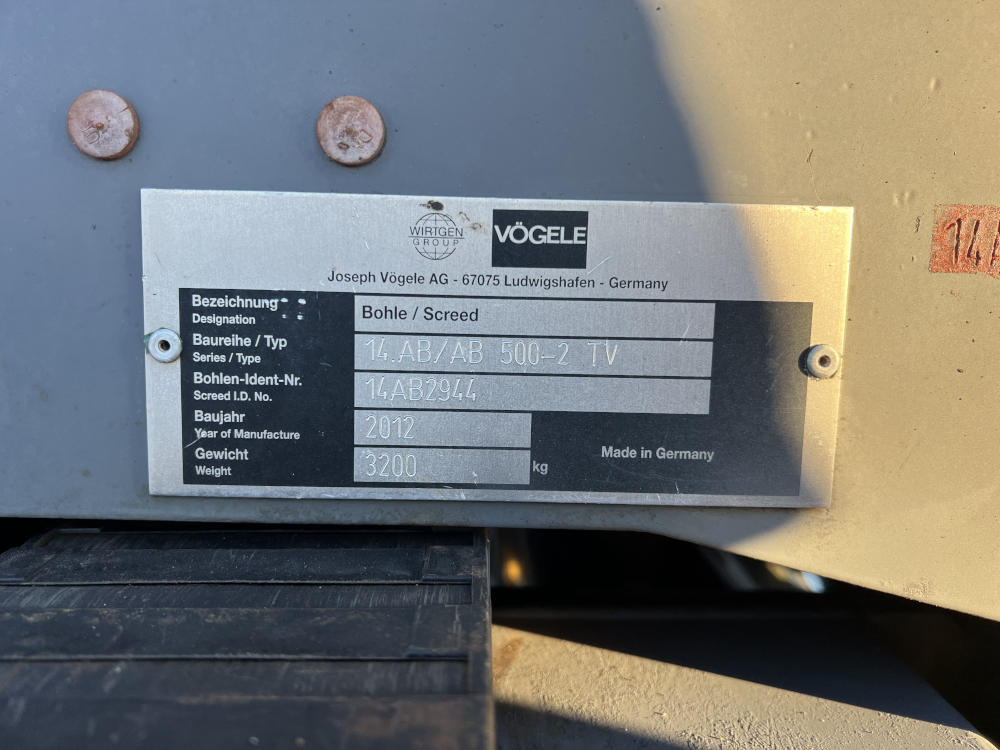 WIRTGEN
GROUP
VÖGELE
Joseph Vögele AG - 67075 Ludwigshafen - Germany
Bezeichnung
Designation
Bohle / Screed
Baureihe / Typ
Series / Type
14.AB/AB 500-2 TV
Bohlen-Ident-Nr.
Screed I.D. No.
14AB2944
Baujahr
Year of Manufacture
2012
Gewicht
Weight
3200 kg
Made in Germany
14A